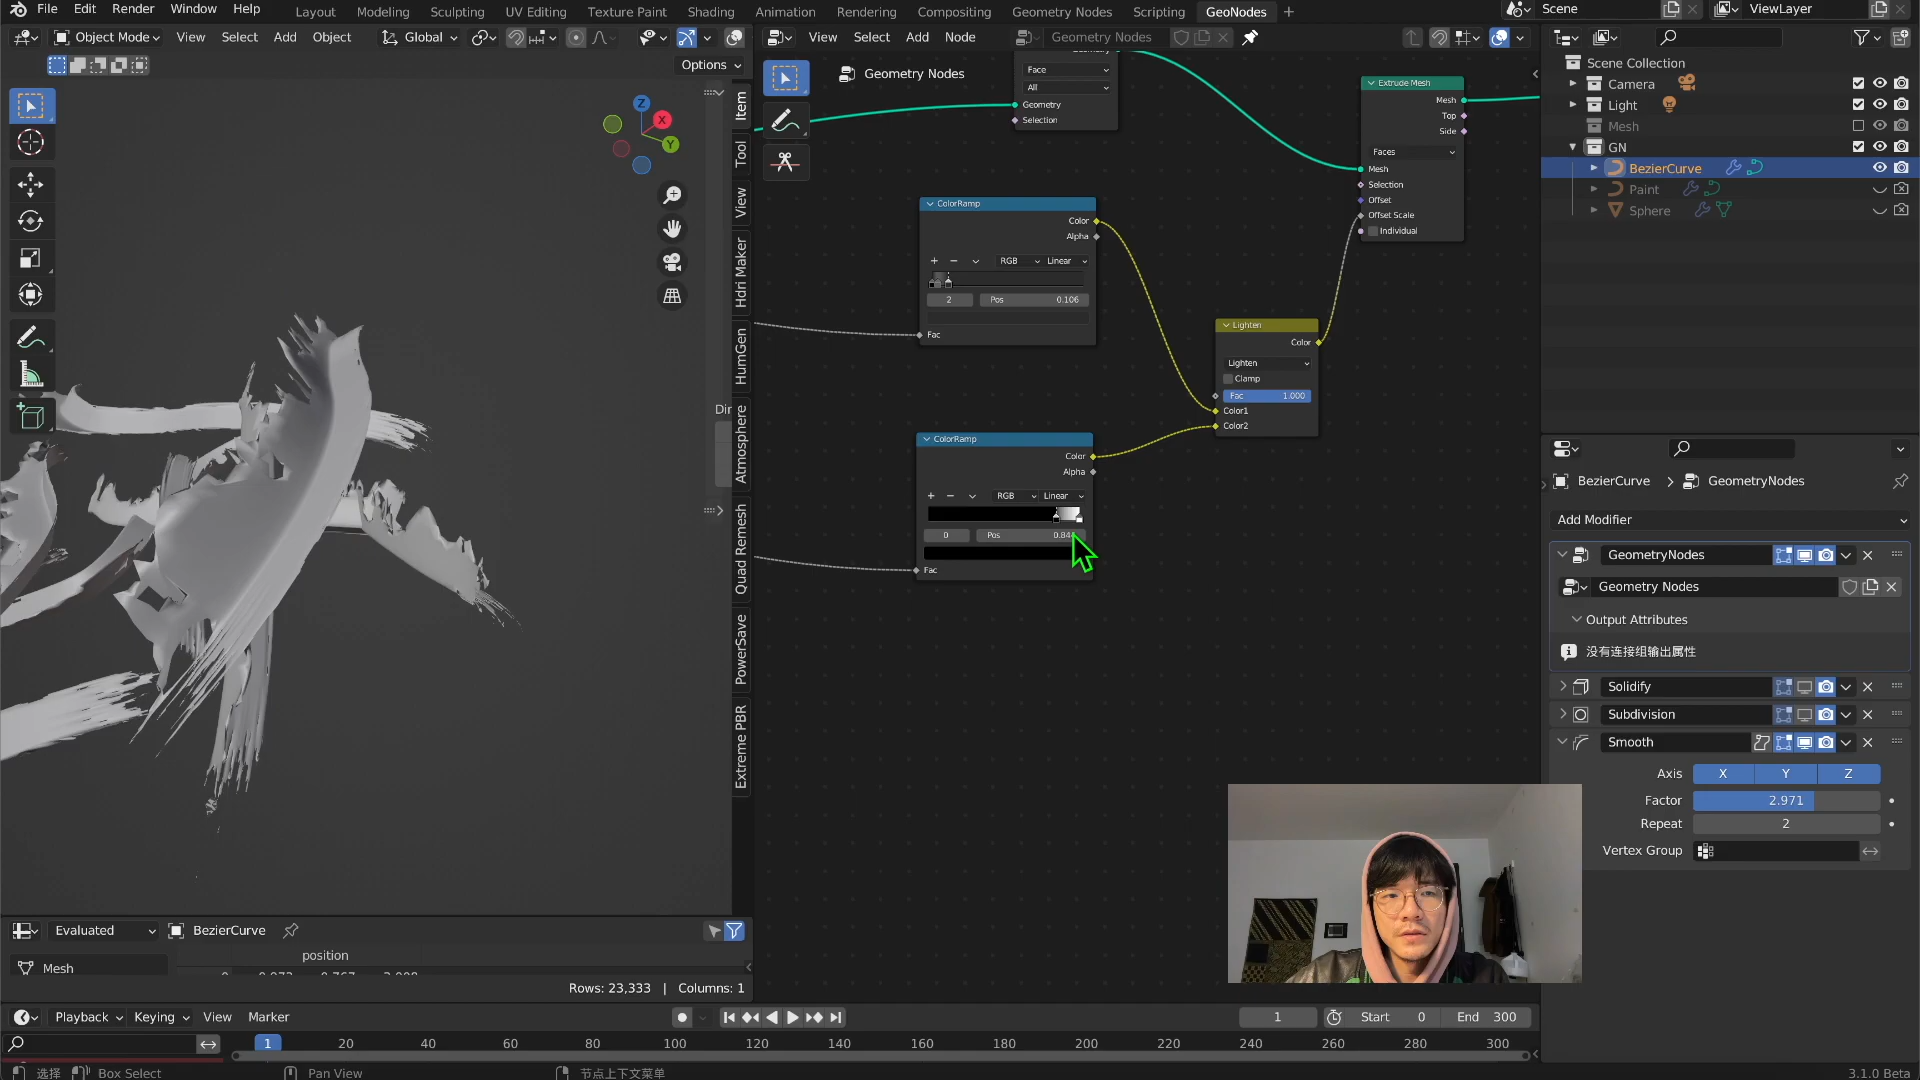 File Edit Render Window Help Layout Modeling Sculpting UV Editing Texture Paint Shading Animation Rendering Compositing Geometry Nodes Scripting GeoNodes + Scene ViewLayer
Object Mode View Select Add Object Global View Select Add Node Geometry Nodes
Options
Geometry Nodes
Item
Tool
View
Hdri Maker
HumGen
Atmosphere
Quad Remesh
PowerSave
Extreme PBR
Z
X
Y
Face
All
Geometry
Selection
Extrude Mesh
Mesh
Top
Side
Faces
Mesh
Selection
Offset
Offset Scale
Individual
ColorRamp
Color
Alpha
RGB Linear
2 Pos 0.106
Fac
Lighten
Color
Lighten
Clamp
Fac 1.000
Color1
Color2
ColorRamp
Color
Alpha
RGB Linear
0 Pos
Fac
Scene Collection
Camera
Light
Mesh
GN
BezierCurve
Paint
Sphere
BezierCurve > GeometryNodes
Add Modifier
GeometryNodes
Geometry Nodes
Output Attributes
没有连接组输出属性
Solidify
Subdivision
Smooth
Axis X Y Z
Factor 2.971
Repeat 2
Vertex Group
Evaluated BezierCurve
position
Mesh
Rows: 23,333 | Columns: 1
Playback Keying View Marker 1 Start 0 End 300
1 20 40 60 80 100 120 140 160 180 200 220 240 260 280 300
选择 Box Select Pan View 节点上下文菜单 3.1.0 Beta